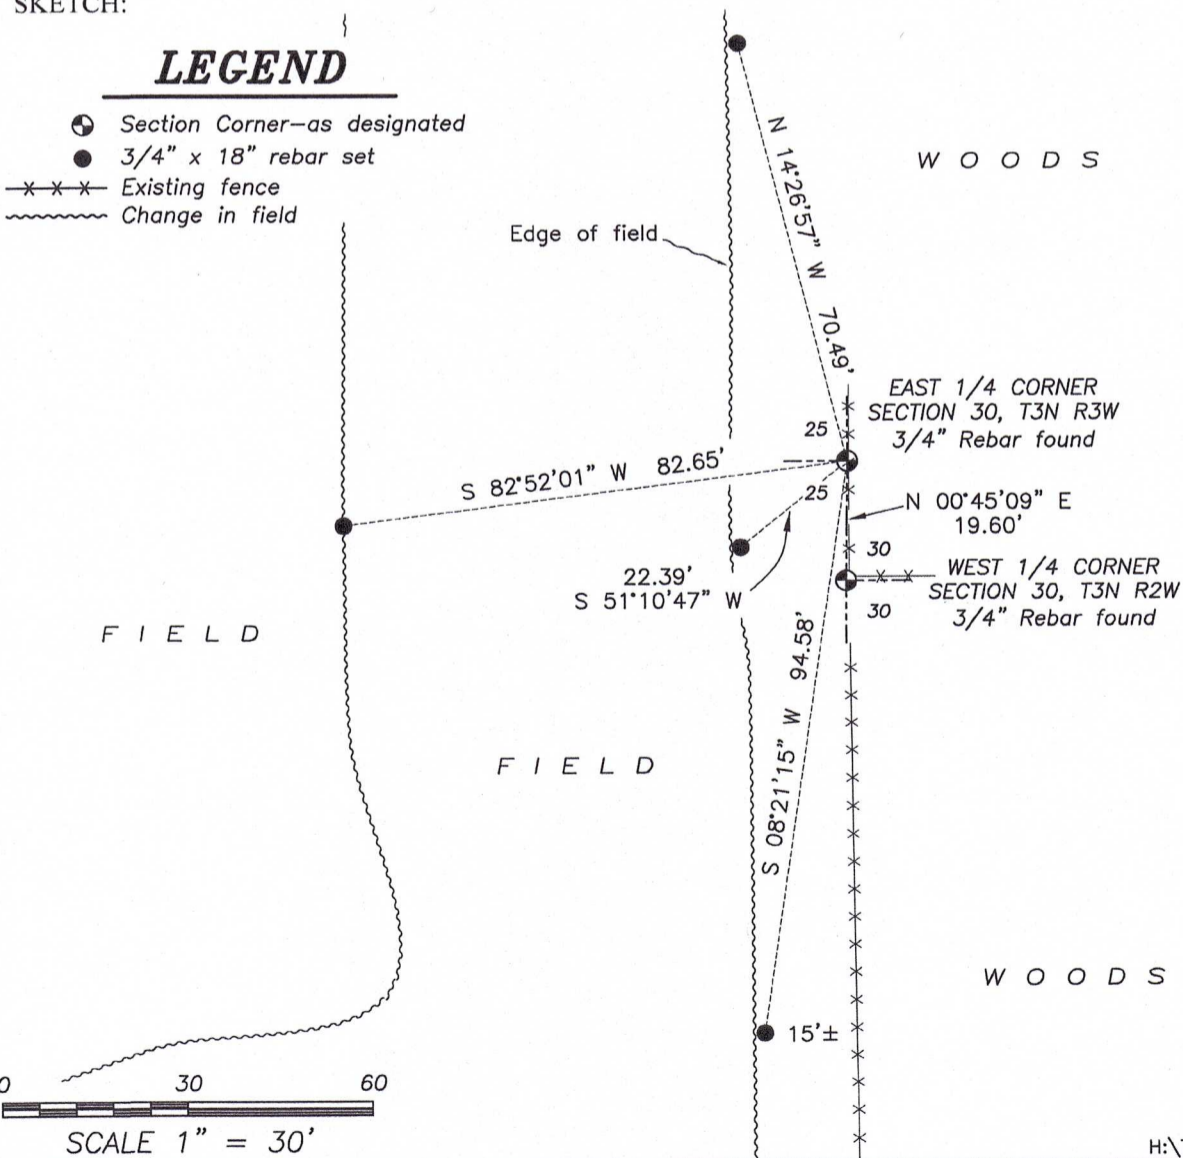 SKETCH:
LEGEND
Section Corner—as designated
3/4" x 18" rebar set
Existing fence
Change in field
WOODS
Edge of field
N 14°26'57" W 70.49'
EAST 1/4 CORNER
SECTION 30, T3N R3W
3/4" Rebar found
25
S 82°52'01" W 82.65'
25
N 00°45'09" E
19.60'
30
22.39'
S 51°10'47" W
WEST 1/4 CORNER
SECTION 30, T3N R2W
3/4" Rebar found
30
FIELD
S 08°21'15" W 94.58'
FIELD
WOODS
15'±
0 30 60
SCALE 1" = 30'
H:\